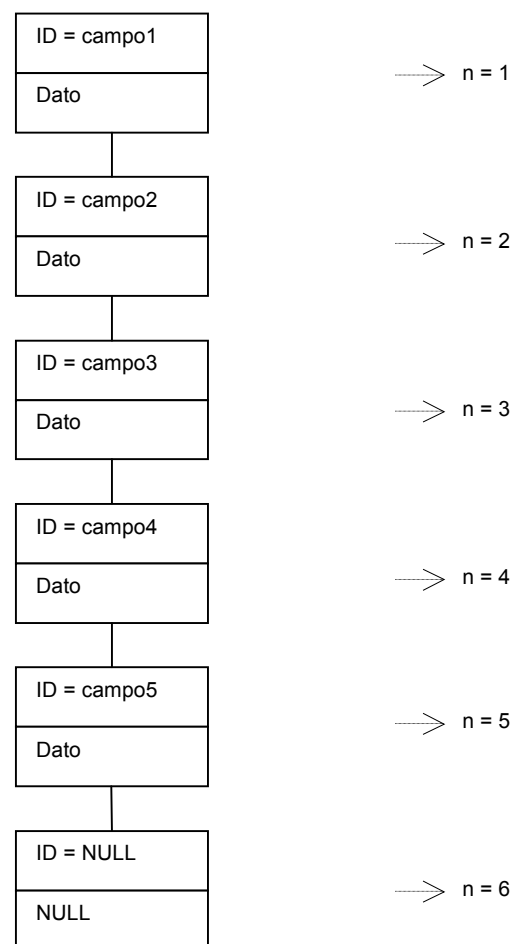 ID = campo1
n = 1
Dato
ID = campo2
n = 2
Dato
ID = campo3
n = 3
Dato
ID = campo4
n = 4
Dato
ID = campo5
n = 5
Dato
ID = NULL
n = 6
NULL